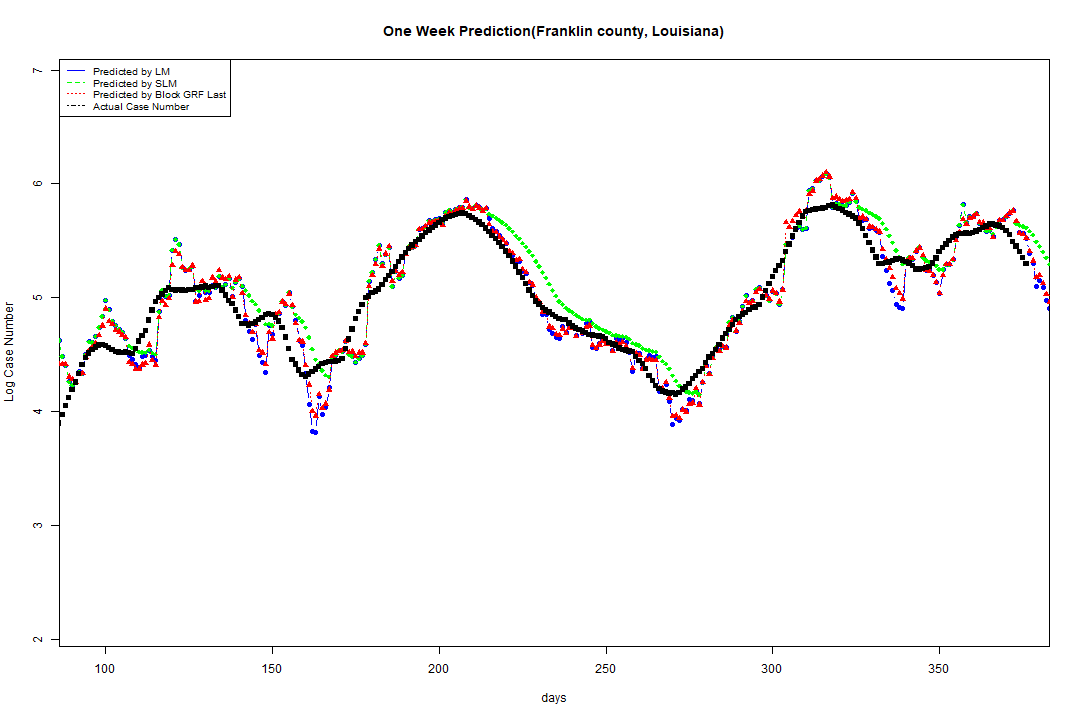 One Week Prediction(Franklin county, Louisiana)
7
Predicted by LM
Predicted by SLM
Predicted by Block GRF Last
Actual Case Number
6
5
4
3
2
Log Case Number
100 150 200 250 300 350
days